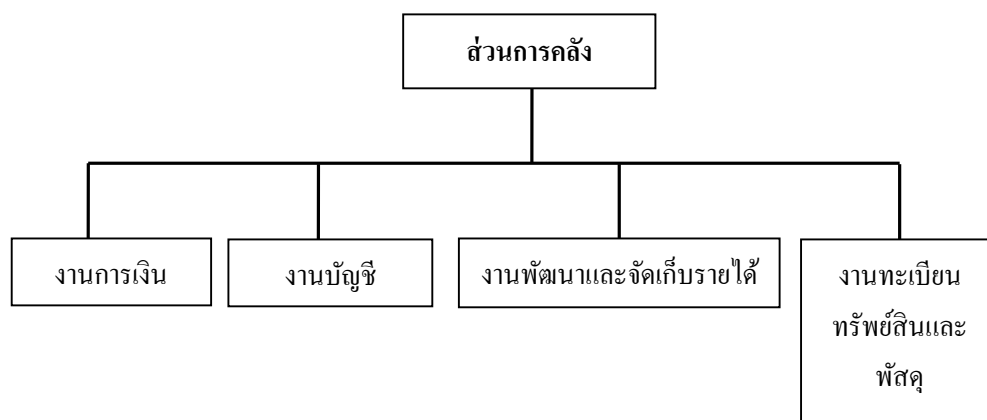 ส่วนการคลัง
งานการเงิน
งานบัญชี
งานพัฒนาและจัดเก็บรายได้
งานทะเบียน
ทรัพย์สินและ
พัสดุ